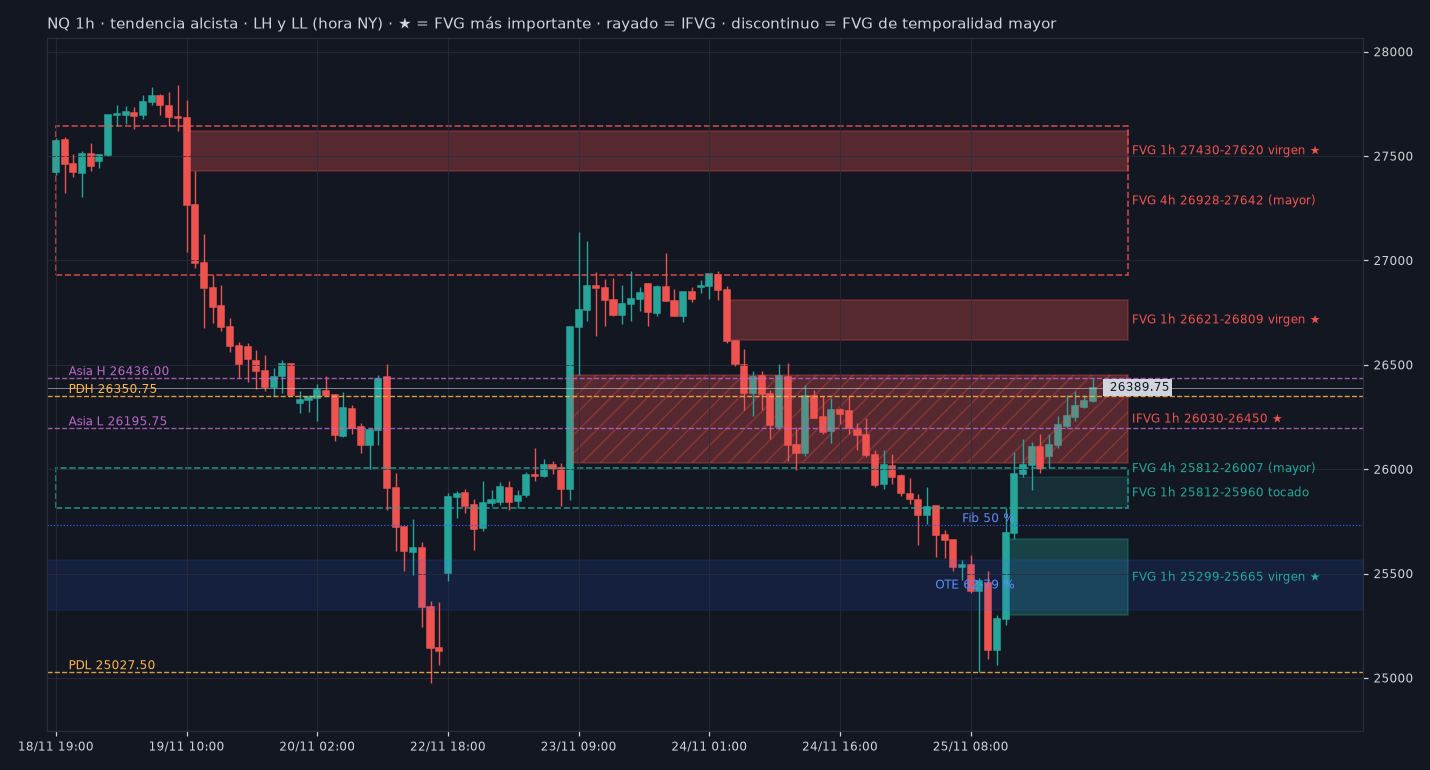 NQ 1h · tendencia alcista · LH y LL (hora NY) · ★ = FVG más importante · rayado = IFVG · discontinuo = FVG de temporalidad mayor
28000
FVG 1h 27430-27620 virgen ★
27500
FVG 4h 26928-27642 (mayor)
27000
FVG 1h 26621-26809 virgen ★
26500
Asia H 26436.00
PDH 26350.75
26389.75
IFVG 1h 26030-26450 ★
Asia L 26195.75
FVG 4h 25812-26007 (mayor)
26000
FVG 1h 25812-25960 tocado
Fib 50 %
25500
FVG 1h 25299-25665 virgen ★
OTE 62-79 %
PDL 25027.50
25000
18/11 19:00
19/11 10:00
20/11 02:00
22/11 18:00
23/11 09:00
24/11 01:00
24/11 16:00
25/11 08:00